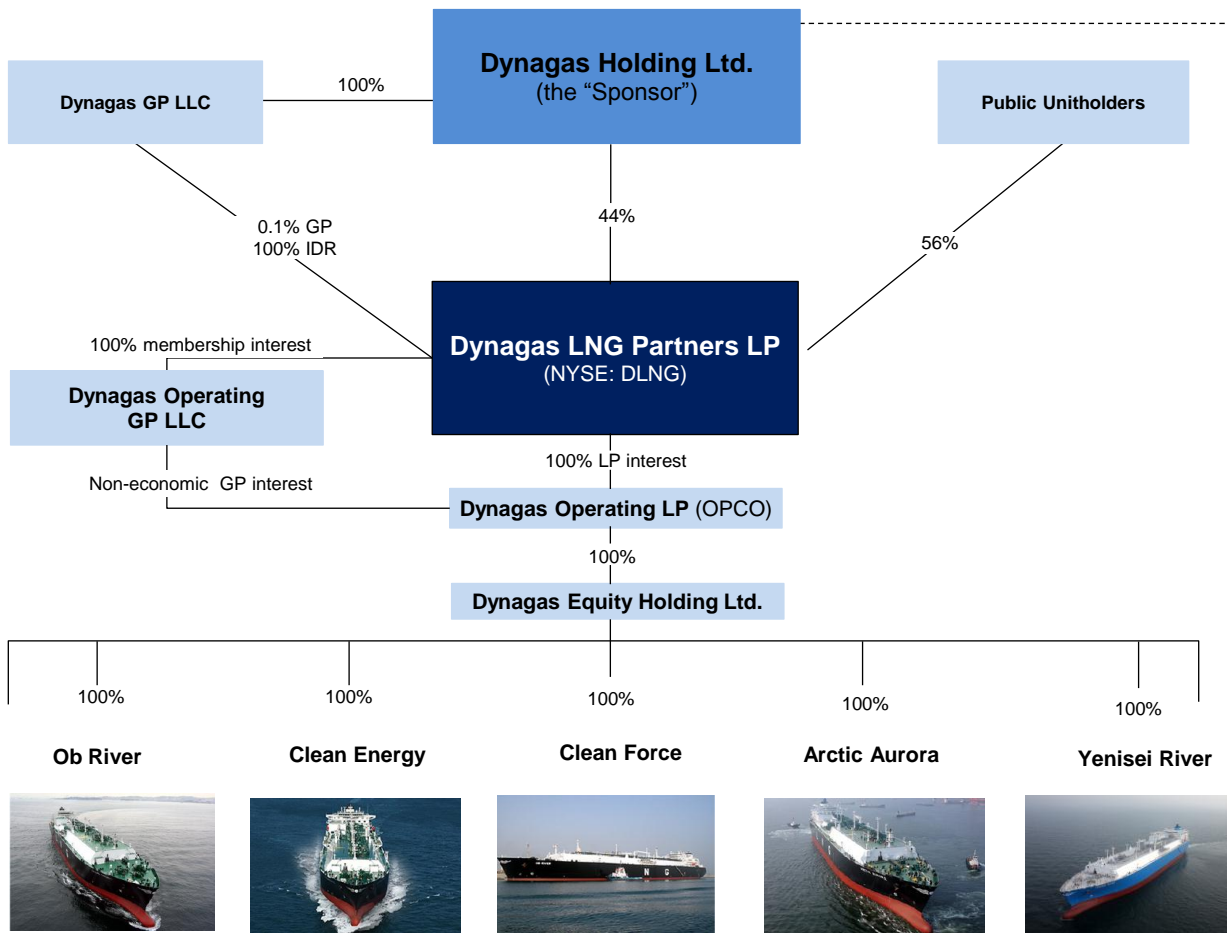 Dynagas Holding Ltd.
(the “Sponsor”)
Dynagas GP LLC
100%
Public Unitholders
0.1% GP
100% IDR
44%
56%
Dynagas LNG Partners LP
(NYSE: DLNG)
100% membership interest
Dynagas Operating
GP LLC
100% LP interest
Non-economic GP interest
Dynagas Operating LP (OPCO)
100%
Dynagas Equity Holding Ltd.
100%
100%
100%
100%
100%
Ob River
Clean Energy
Clean Force
Arctic Aurora
Yenisei River
N G